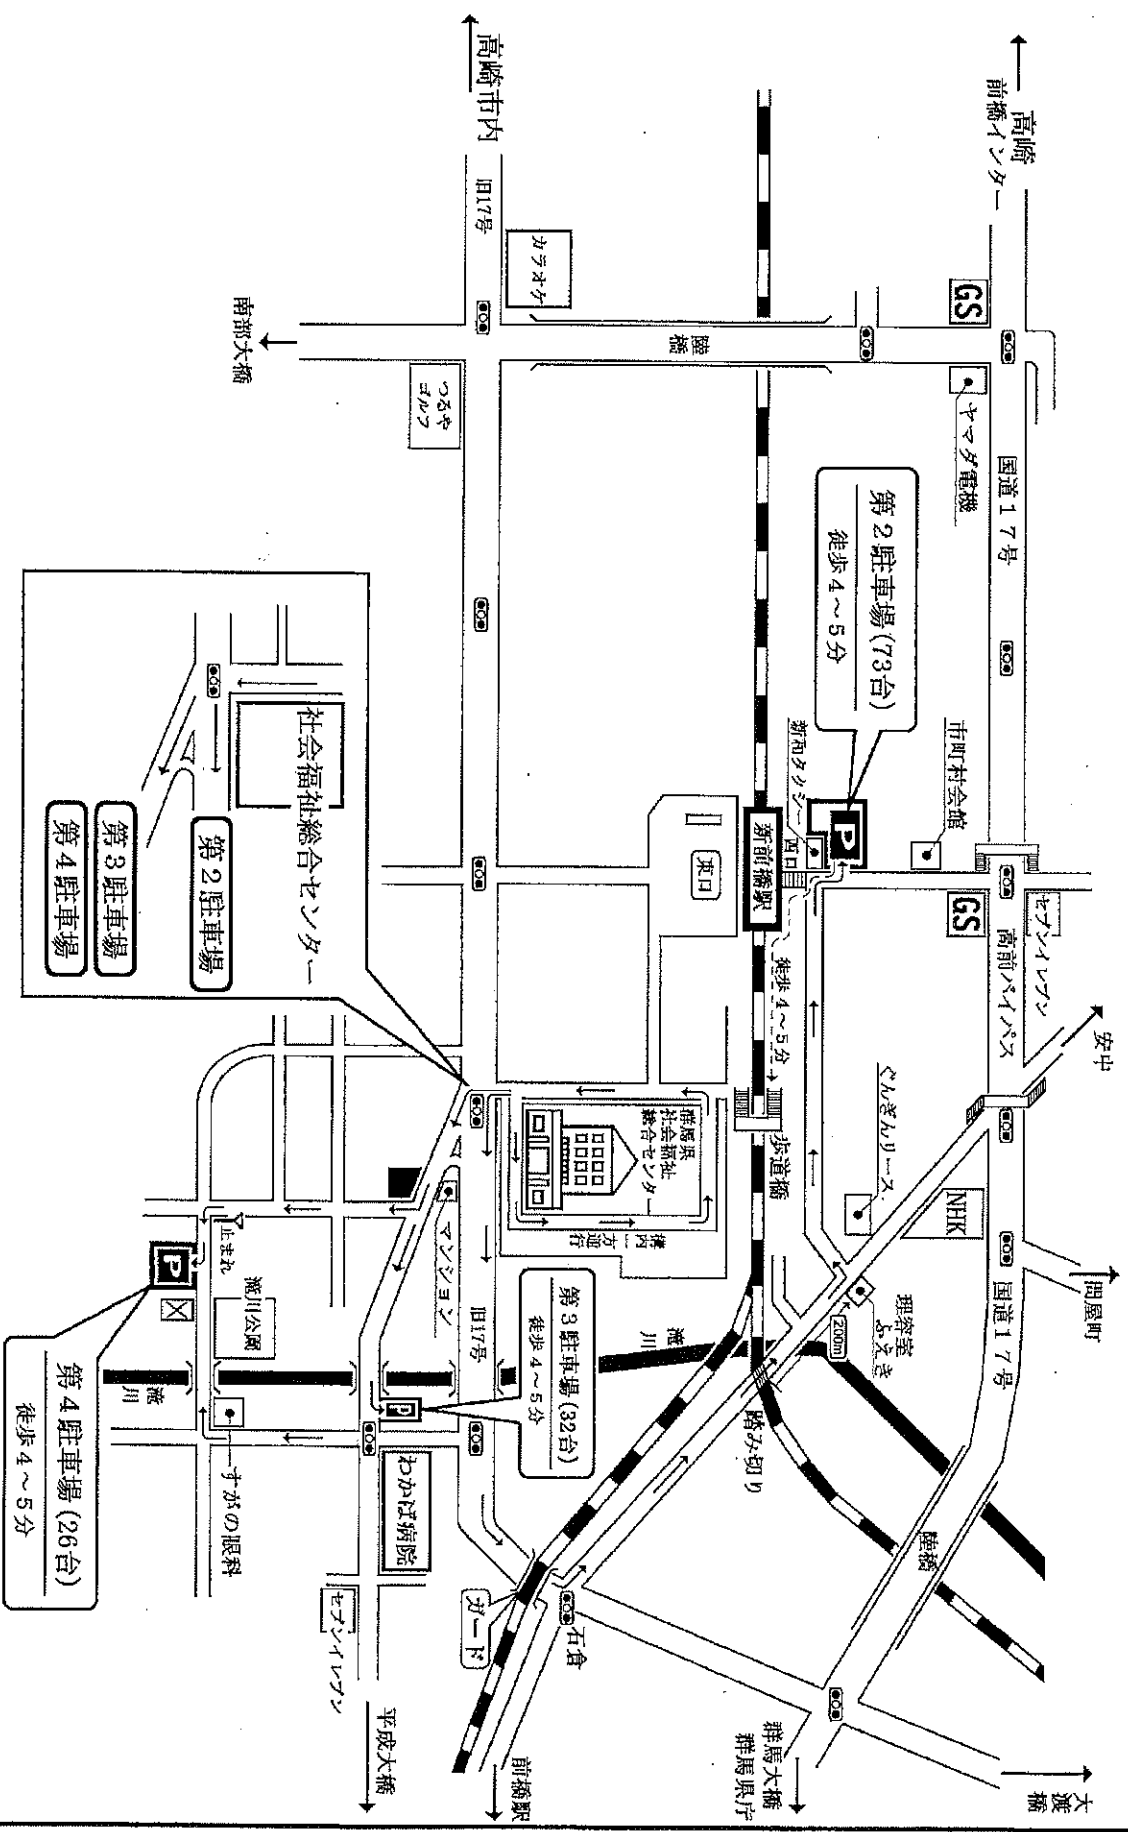 高崎
前橋インター
GS
ヤマダ電機
国道17号
市町村会館
セブンイレブン
GS
高前バイパス
安中
ぐんぎんリース
NHK
問屋町
国道17号
理容室
ふえき
200m
陸橋
大渡橋
群馬大橋
群馬県庁
第2駐車場(73台)
徒歩4〜5分
P
新和タクシー
西口
新前橋駅
東口
徒歩4〜5分
歩道橋
踏み切り
滝川
陸橋
高崎市内
旧17号
カラオケ
つるや
ゴルフ
南部大橋
群馬県
社会福祉
総合センター
構内一方通行
マンション
旧17号
第3駐車場(32台)
徒歩4〜5分
P
わかば病院
ガード
石倉
前橋駅
平成大橋
セブンイレブン
社会福祉総合センター
第2駐車場
第3駐車場
第4駐車場
止まれ
P
滝川公園
滝川
すがの眼科
第4駐車場(26台)
徒歩4〜5分